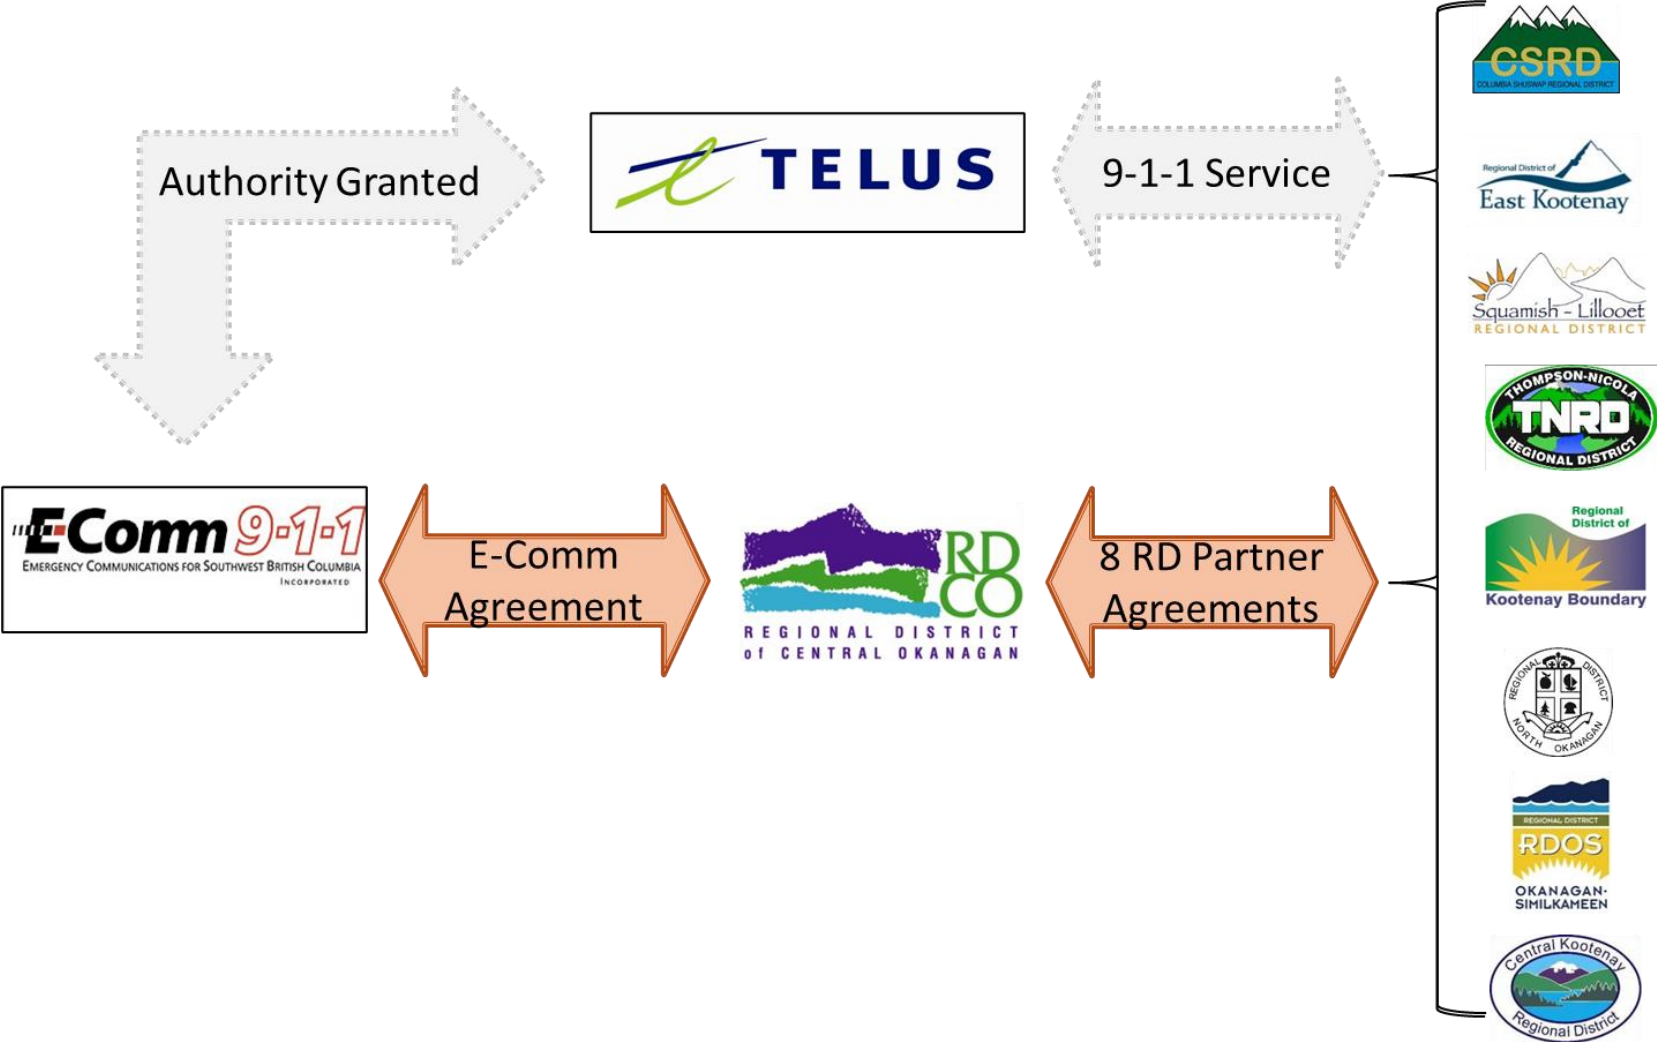 Authority Granted
TELUS
9-1-1 Service
CSRD
COLUMBIA SHUSWAP REGIONAL DISTRICT
Regional District of
East Kootenay
Squamish - Lillooet
REGIONAL DISTRICT
THOMPSON-NICOLA
TNRD
REGIONAL DISTRICT
E-Comm 9-1-1
EMERGENCY COMMUNICATIONS FOR SOUTHWEST BRITISH COLUMBIA
INCORPORATED
E-Comm
Agreement
RD
CO
REGIONAL DISTRICT
of CENTRAL OKANAGAN
8 RD Partner
Agreements
Regional
District of
Kootenay Boundary
REGIONAL DISTRICT
NORTH OKANAGAN
REGIONAL DISTRICT
RDOS
OKANAGAN-
SIMILKAMEEN
Central Kootenay
Regional District